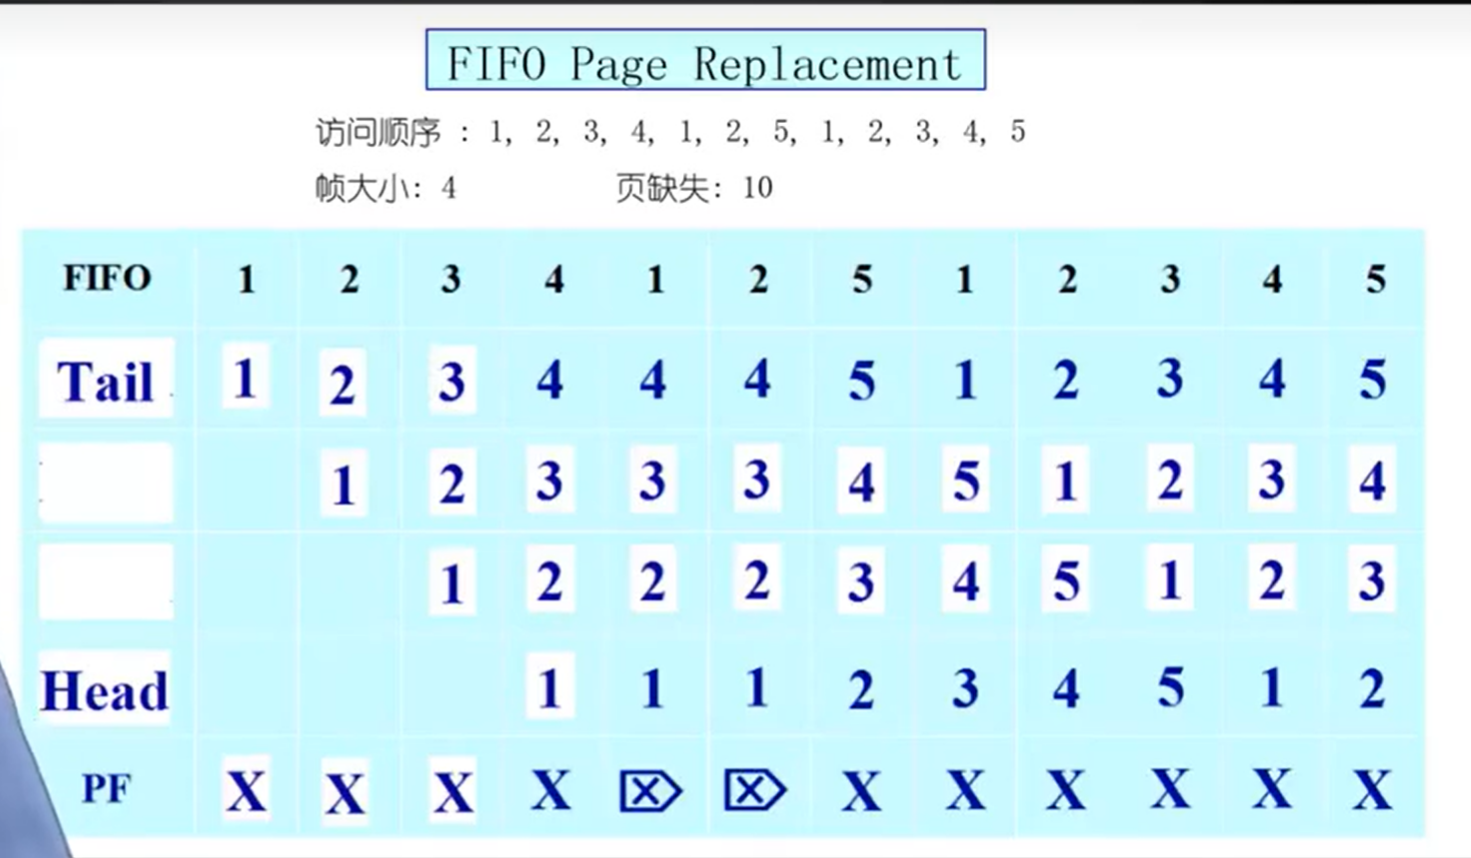 FIFO Page Replacement
访问顺序 : 1, 2, 3, 4, 1, 2, 5, 1, 2, 3, 4, 5
帧大小: 4 页缺失: 10
FIFO 1 2 3 4 1 2 5 1 2 3 4 5
Tail 1 2 3 4 4 4 5 1 2 3 4 5
1 2 3 3 3 4 5 1 2 3 4
1 2 2 2 3 4 5 1 2 3
Head 1 1 1 2 3 4 5 1 2
PF X X X X ⌦ ⌦ X X X X X X